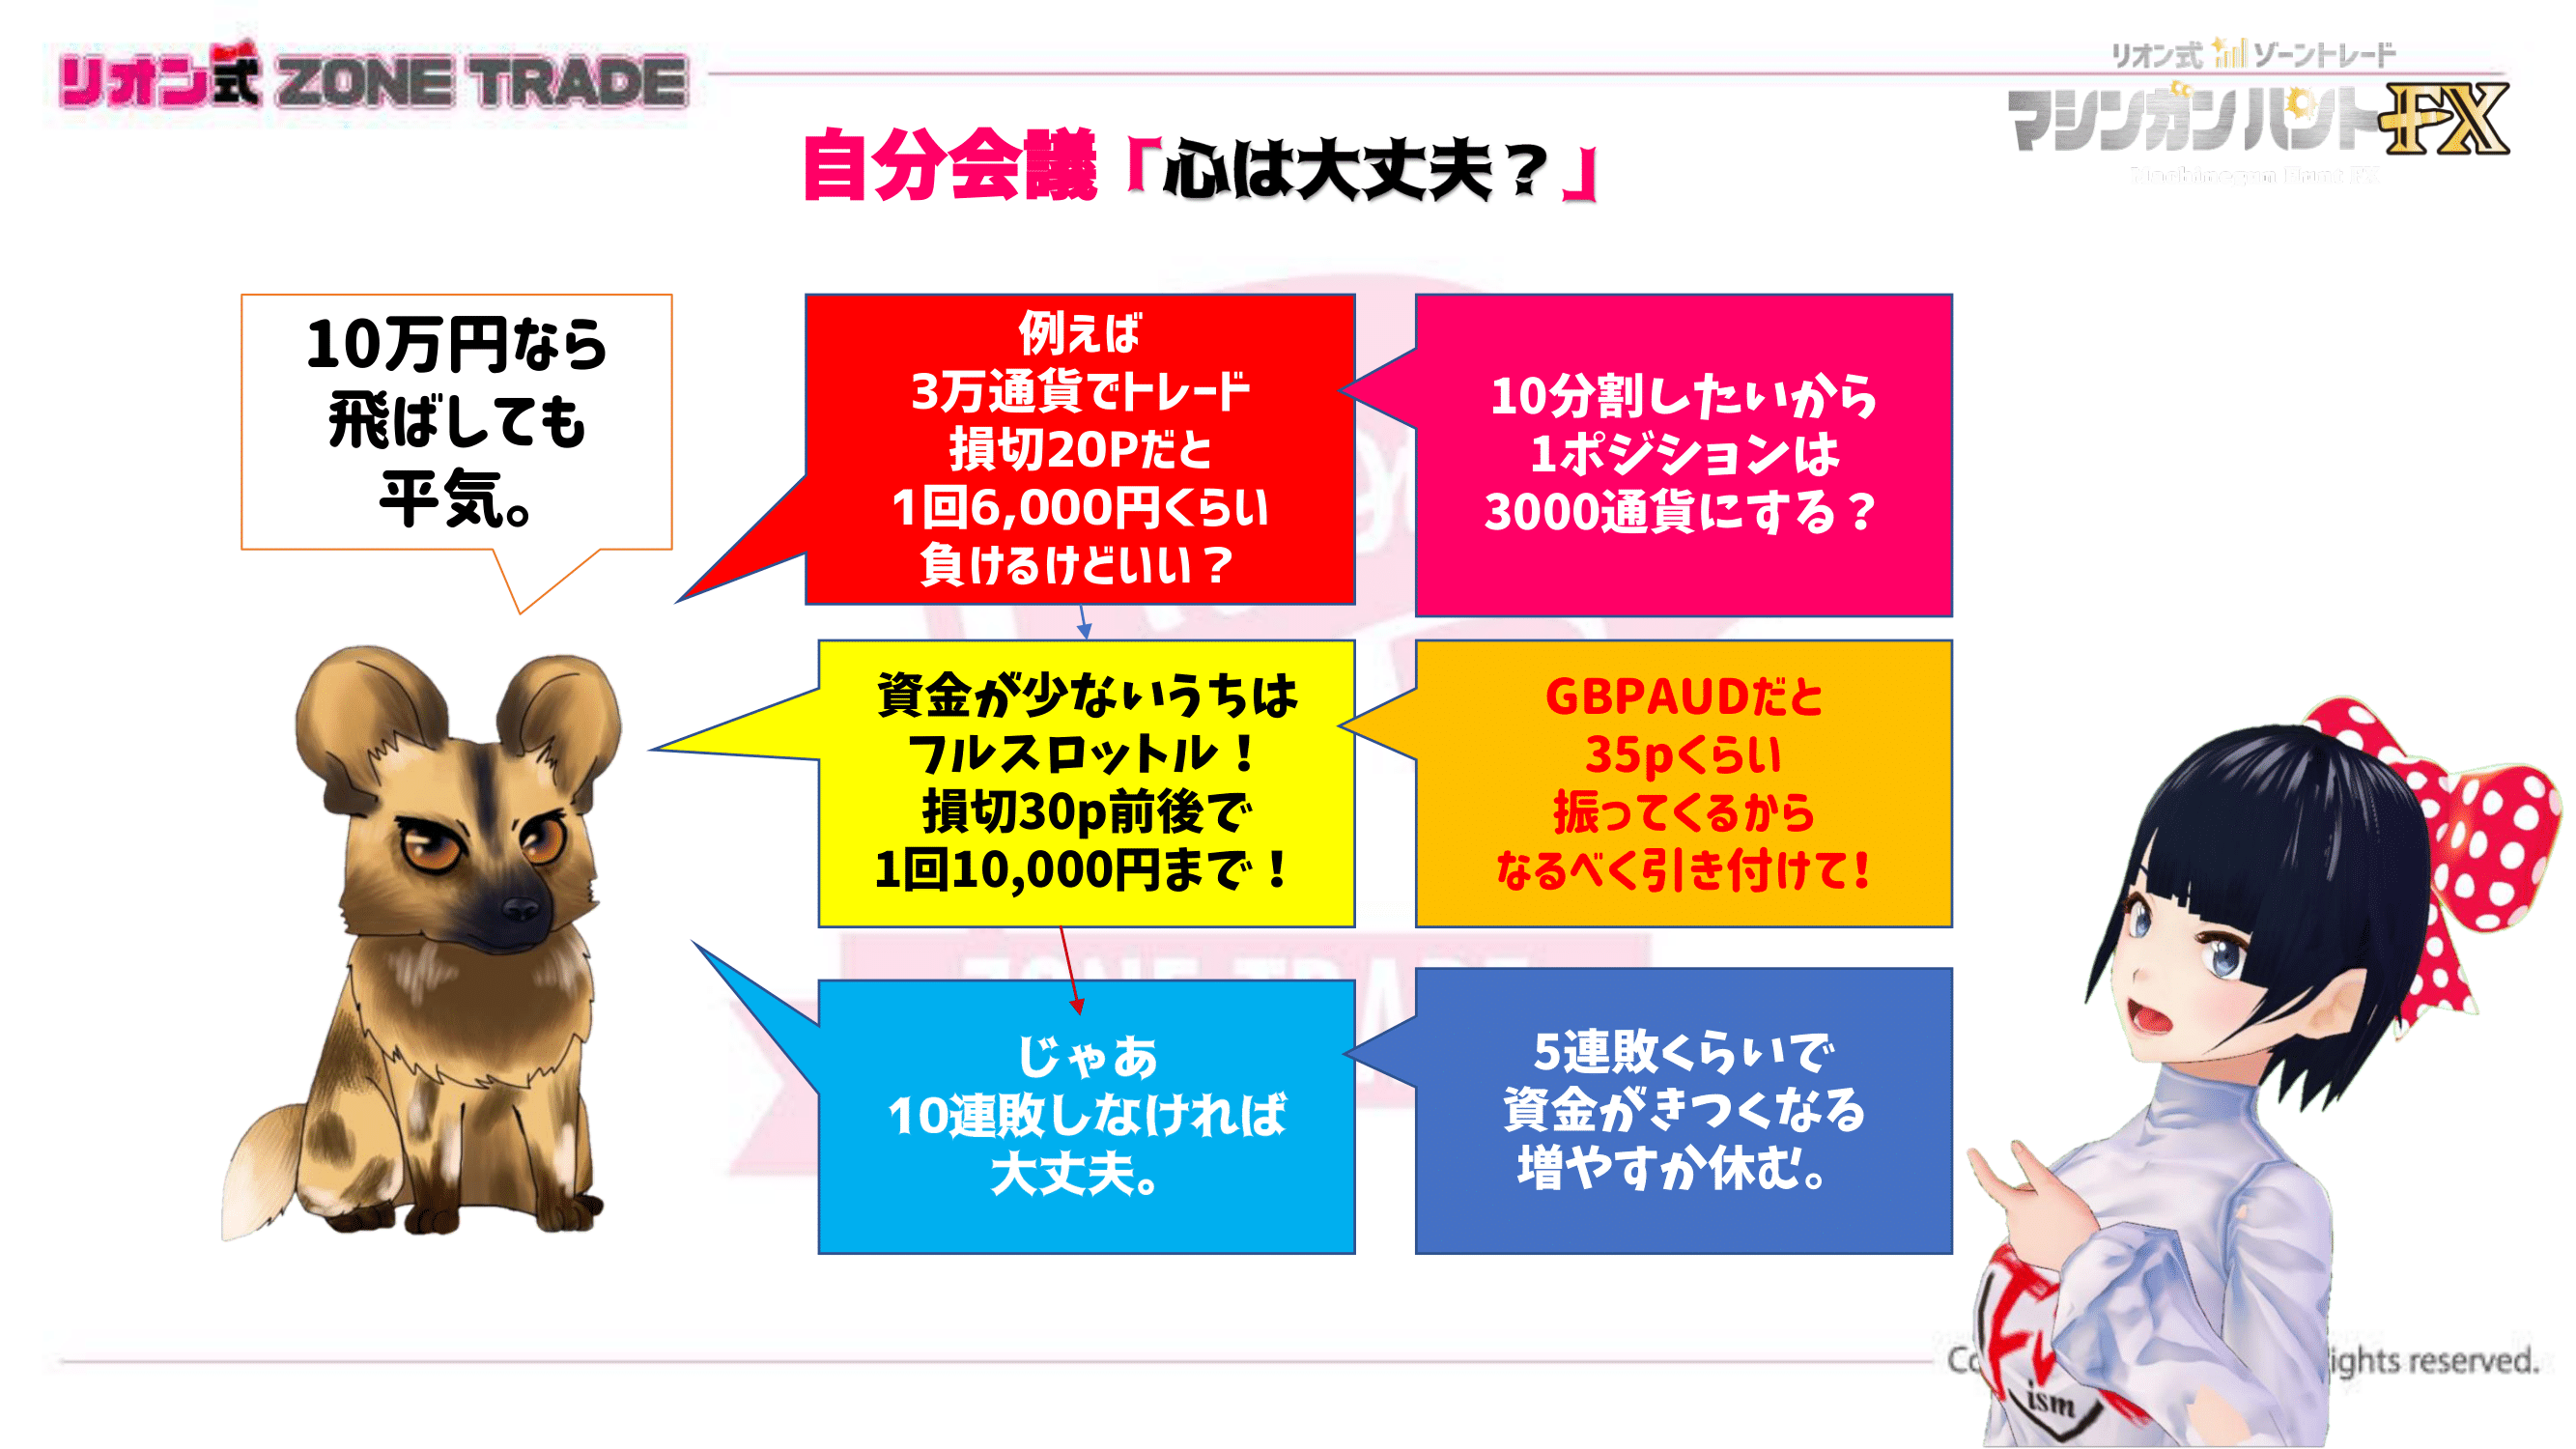 リオン式 ZONE TRADE
リオン式 ゾーントレード
マシンガンハントFX
Machinegun Hunt FX
自分会議「心は大丈夫？」
10万円なら
飛ばしても
平気。
例えば
3万通貨でトレード
損切20Pだと
1回6,000円くらい
負けるけどいい？
10分割したいから
1ポジションは
3000通貨にする？
資金が少ないうちは
フルスロットル！
損切30p前後で
1回10,000円まで！
GBPAUDだと
35pくらい
振ってくるから
なるべく引き付けて！
じゃあ
10連敗しなければ
大丈夫。
5連敗くらいで
資金がきつくなる
増やすか休む。
ZONE TRADE
ism
reserved.